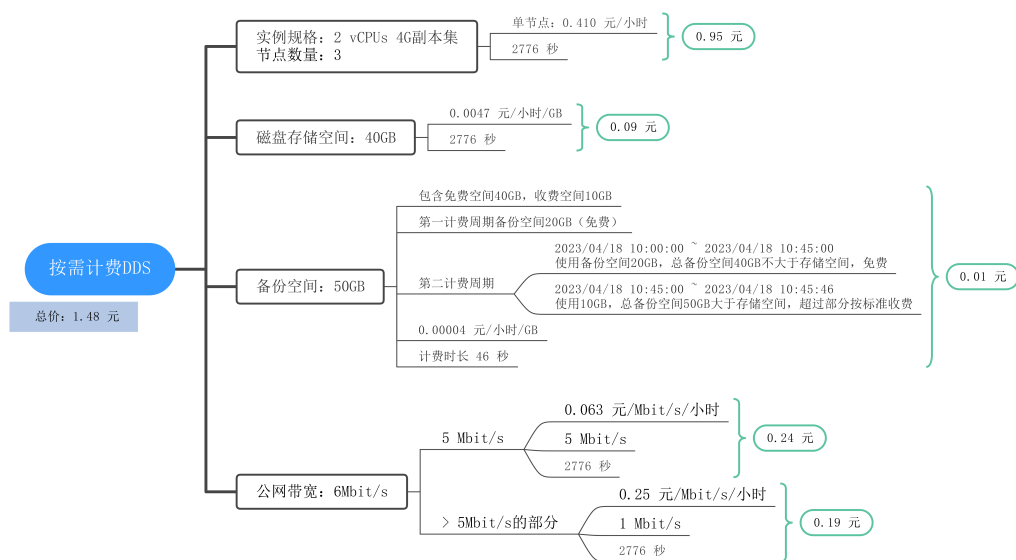 按需计费DDS
总价：1.48 元
实例规格：2 vCPUs 4G副本集
节点数量：3
单节点：0.410 元/小时
2776 秒
0.95 元
磁盘存储空间：40GB
0.0047 元/小时/GB
2776 秒
0.09 元
备份空间：50GB
包含免费空间40GB，收费空间10GB
第一计费周期备份空间20GB（免费）
第二计费周期
2023/04/18 10:00:00 ~ 2023/04/18 10:45:00
使用备份空间20GB，总备份空间40GB不大于存储空间，免费
2023/04/18 10:45:00 ~ 2023/04/18 10:45:46
使用10GB，总备份空间50GB大于存储空间，超过部分按标准收费
0.00004 元/小时/GB
计费时长 46 秒
0.01 元
公网带宽：6Mbit/s
5 Mbit/s
0.063 元/Mbit/s/小时
5 Mbit/s
2776 秒
0.24 元
> 5Mbit/s的部分
0.25 元/Mbit/s/小时
1 Mbit/s
2776 秒
0.19 元